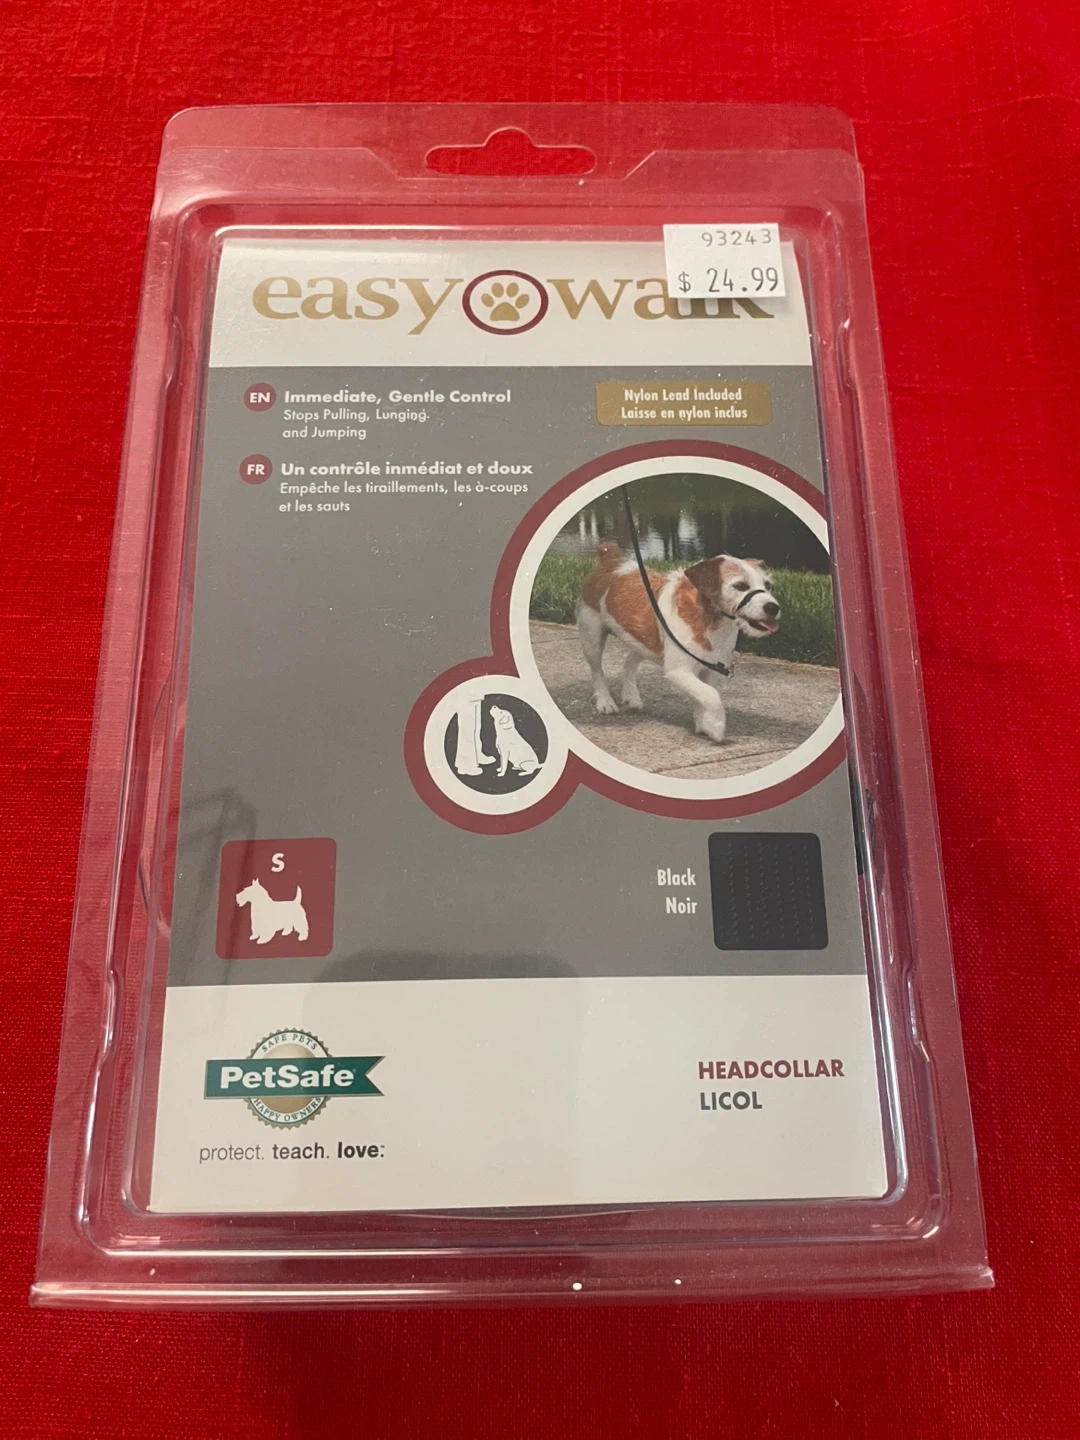 93243
$ 24.99
easy walk
EN Immediate, Gentle Control
Stops Pulling, Lunging.
and Jumping
Nylon Lead Included
Laisse en nylon inclus
FR Un contrôle inmédiat et doux
Empêche les tiraillements, les à-coups
et les sauts
S
Black
Noir
SAFE PETS
PetSafe
HAPPY OWNERS
protect. teach. love.
HEADCOLLAR
LICOL